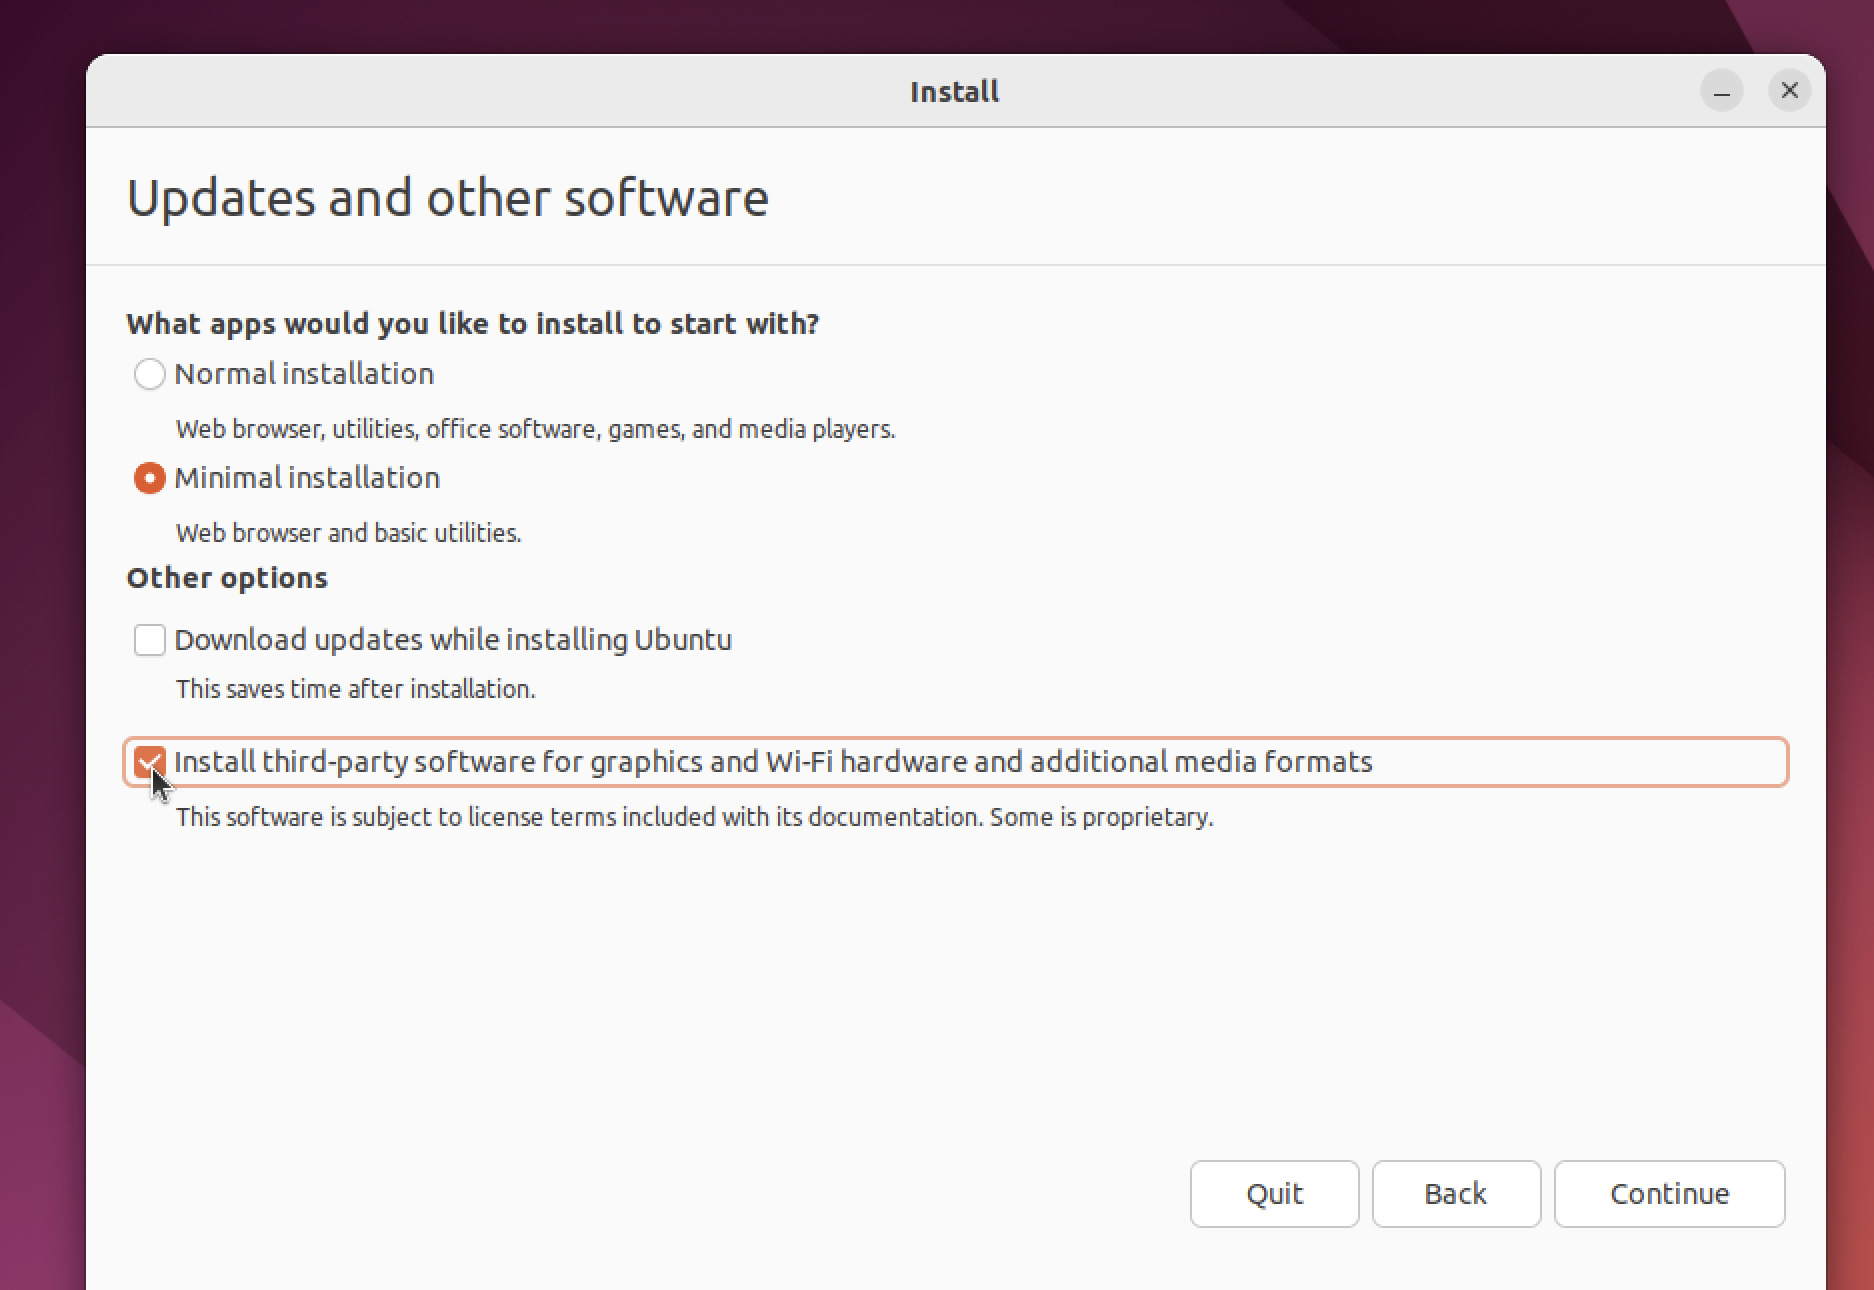 Install
Updates and other software
What apps would you like to install to start with?
Normal installation
Web browser, utilities, office software, games, and media players.
Minimal installation
Web browser and basic utilities.
Other options
Download updates while installing Ubuntu
This saves time after installation.
Install third-party software for graphics and Wi-Fi hardware and additional media formats
This software is subject to license terms included with its documentation. Some is proprietary.
Quit Back Continue